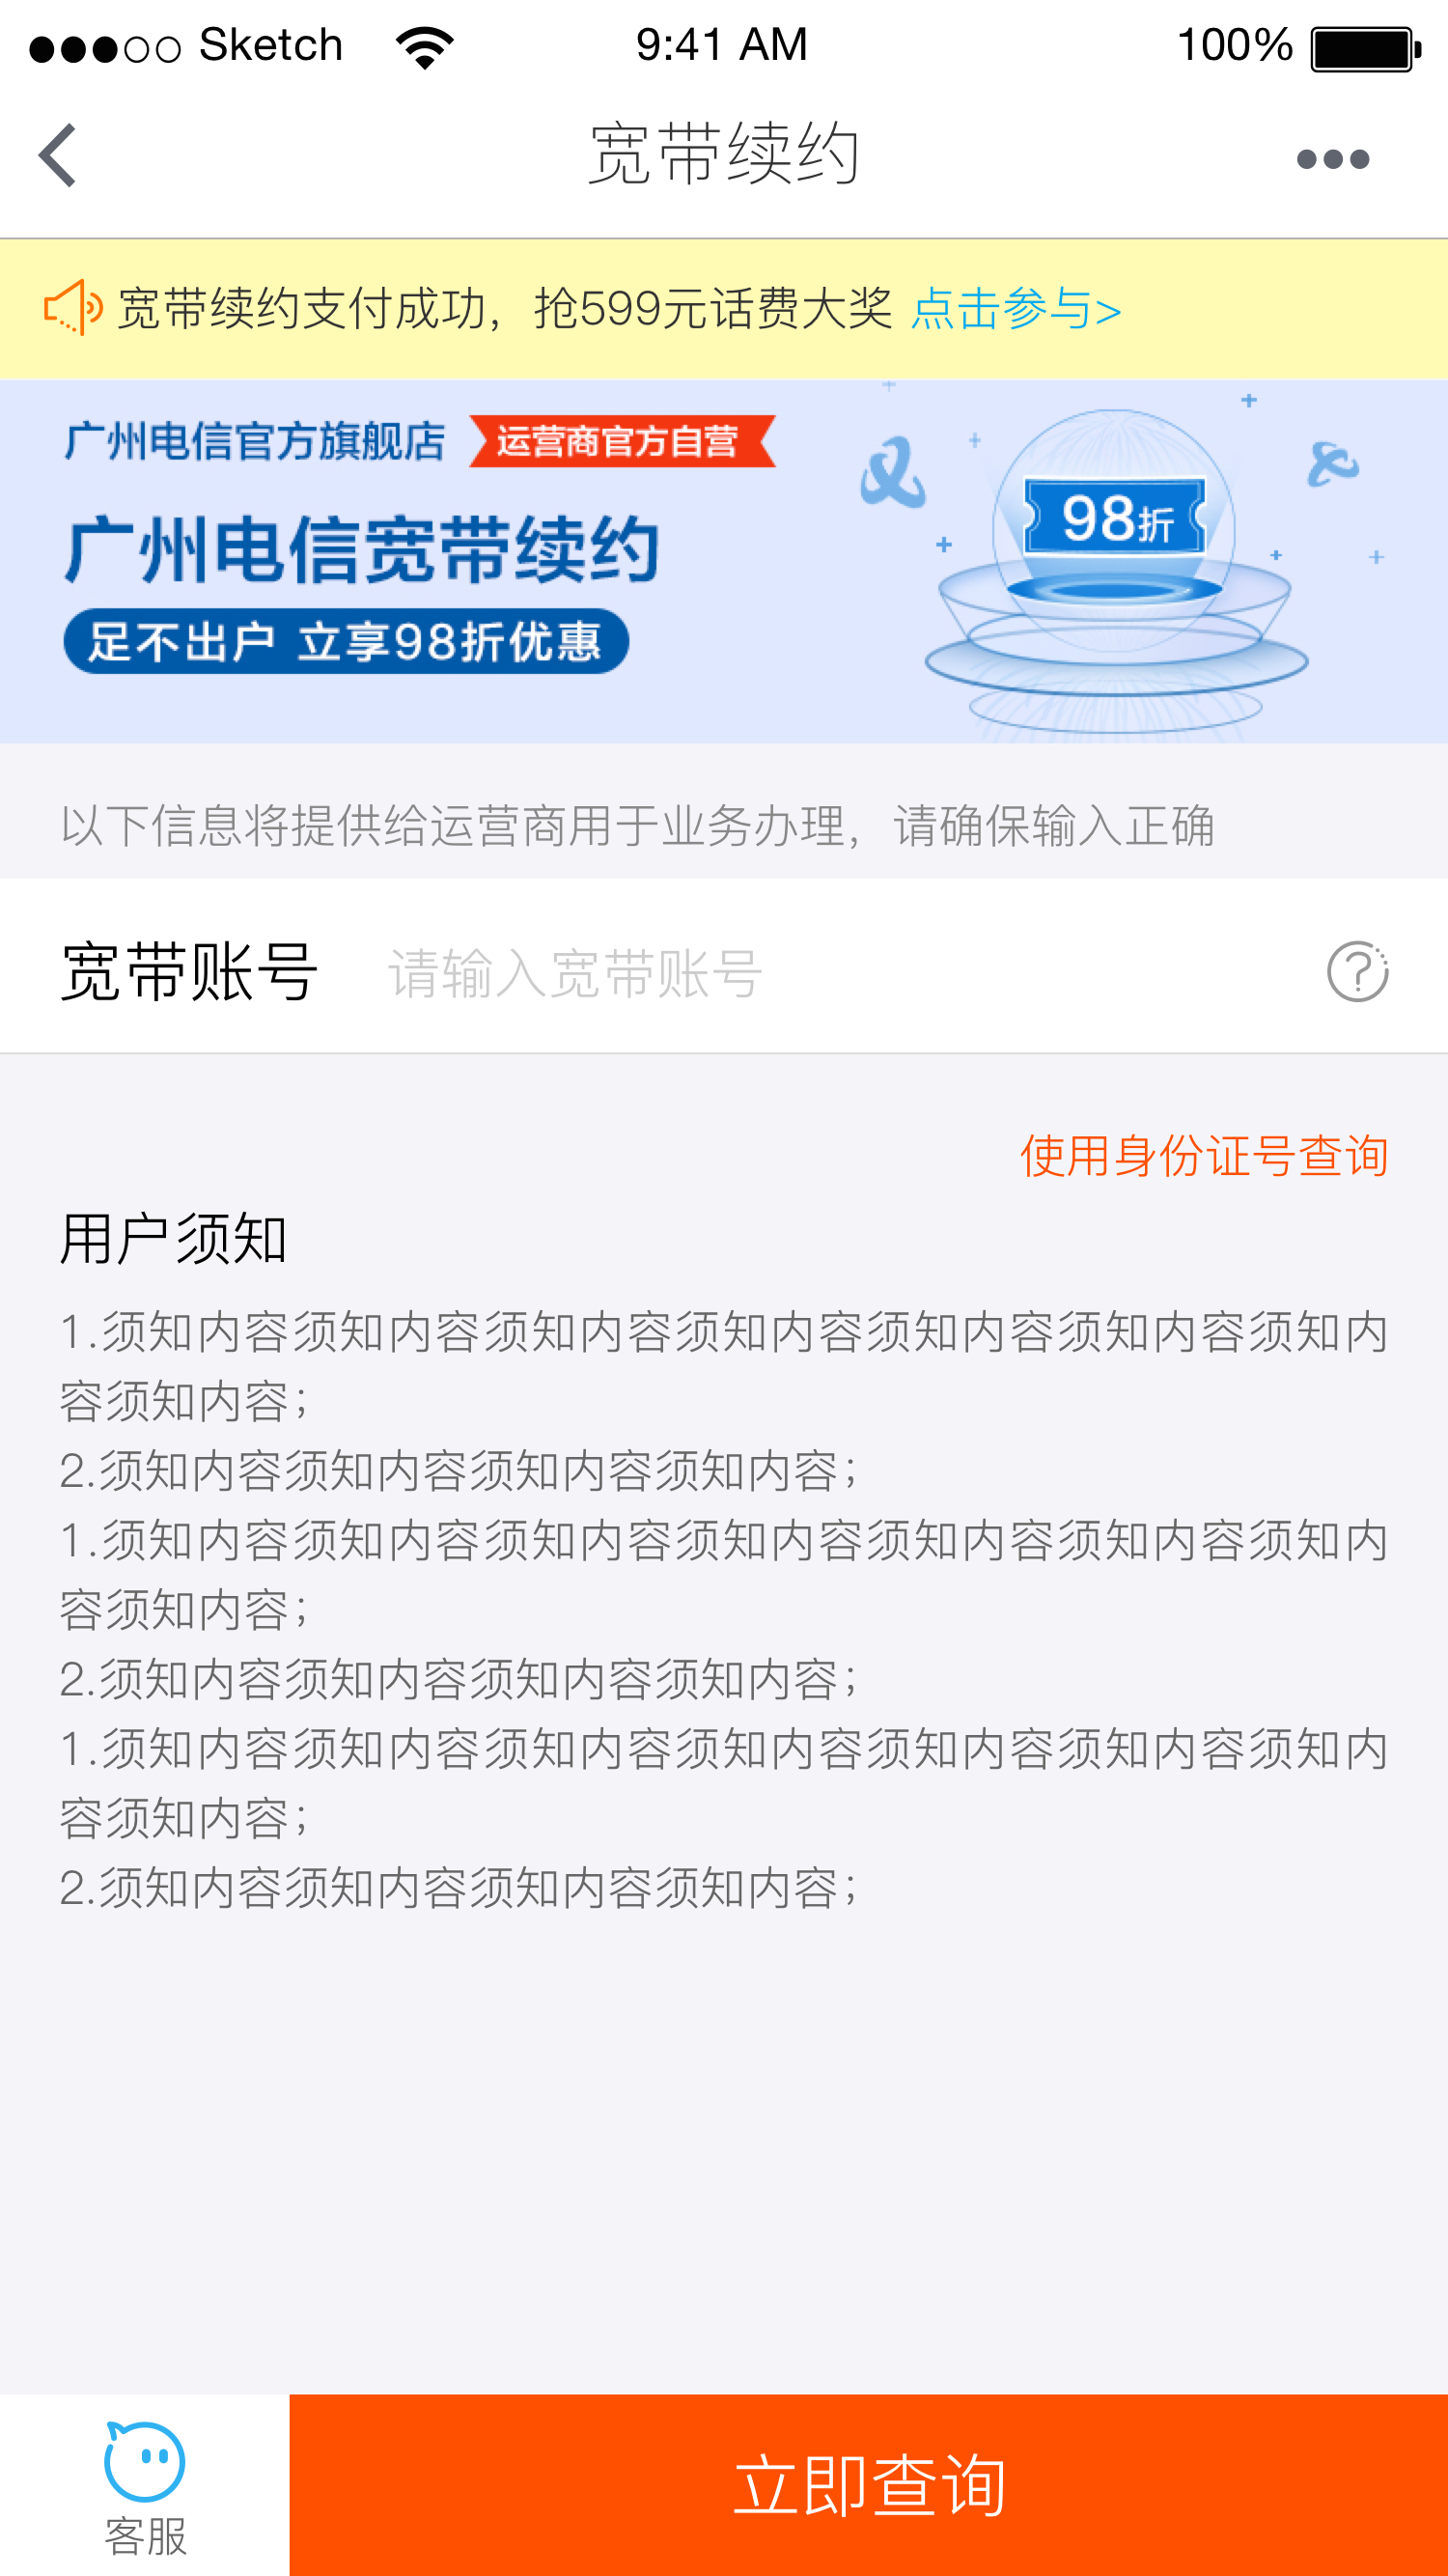 Sketch 9:41 AM 100%
宽带续约
宽带续约支付成功，抢599元话费大奖 点击参与>
广州电信官方旗舰店 运营商官方自营
广州电信宽带续约
98折
足不出户 立享98折优惠
以下信息将提供给运营商用于业务办理，请确保输入正确
宽带账号 请输入宽带账号
使用身份证号查询
用户须知
1.须知内容须知内容须知内容须知内容须知内容须知内容须知内
容须知内容；
2.须知内容须知内容须知内容须知内容；
1.须知内容须知内容须知内容须知内容须知内容须知内容须知内
容须知内容；
2.须知内容须知内容须知内容须知内容；
1.须知内容须知内容须知内容须知内容须知内容须知内容须知内
容须知内容；
2.须知内容须知内容须知内容须知内容；
客服
立即查询